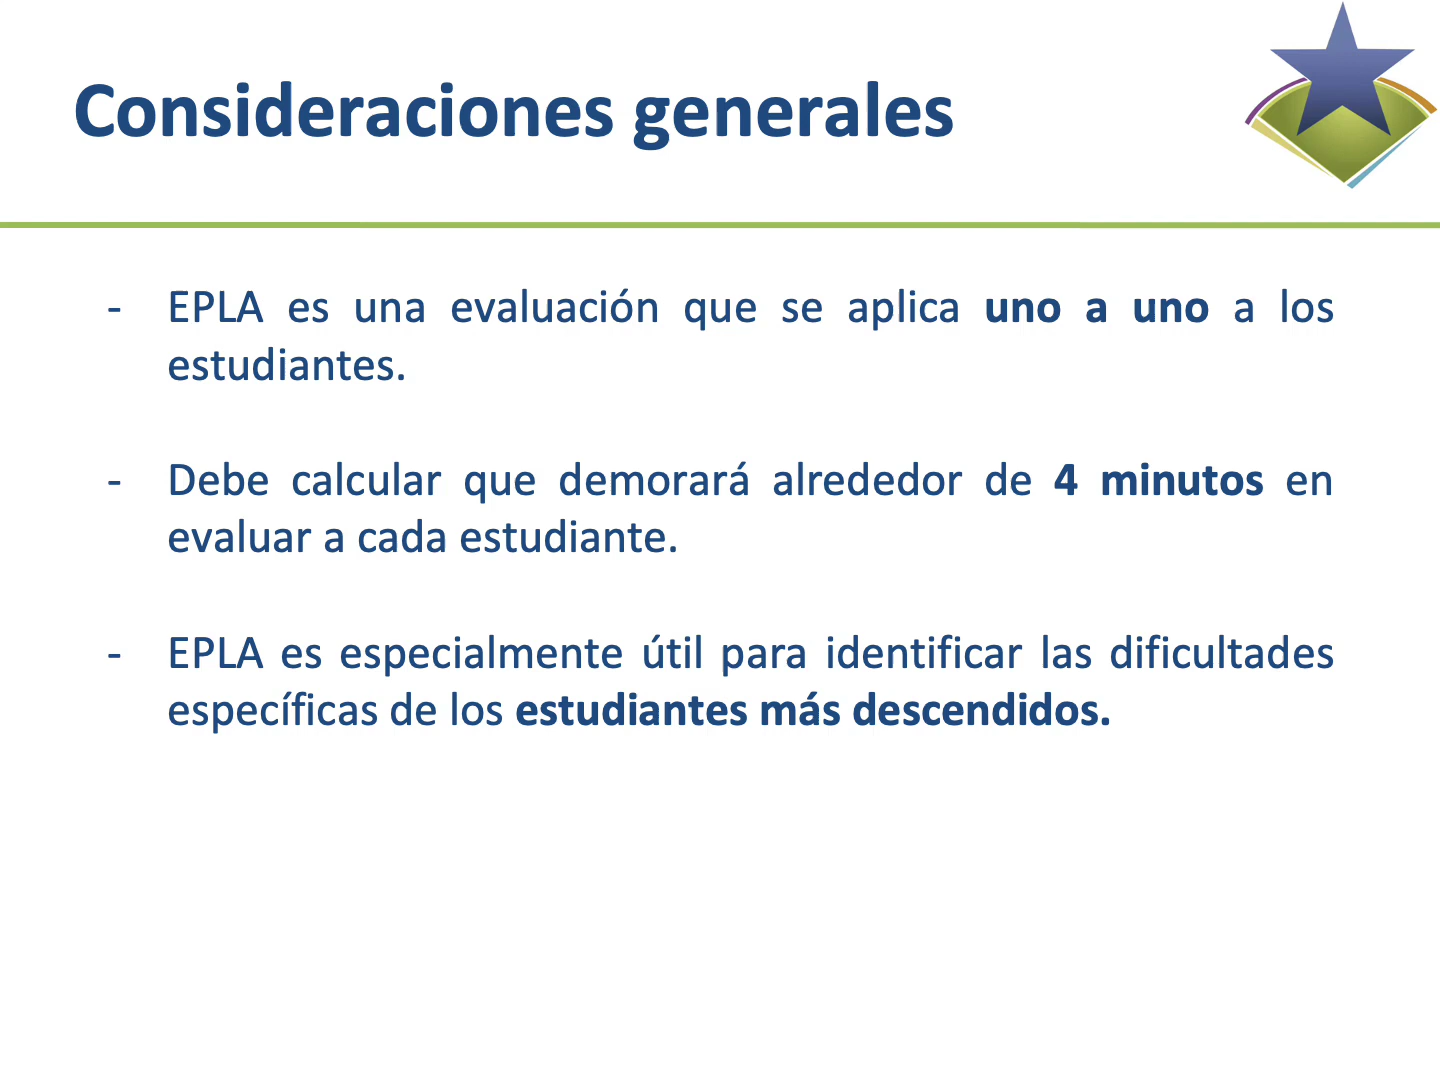 Consideraciones generales
- EPLA es una evaluación que se aplica uno a uno a los
estudiantes.
- Debe calcular que demorará alrededor de 4 minutos en
evaluar a cada estudiante.
- EPLA es especialmente útil para identificar las dificultades
específicas de los estudiantes más descendidos.